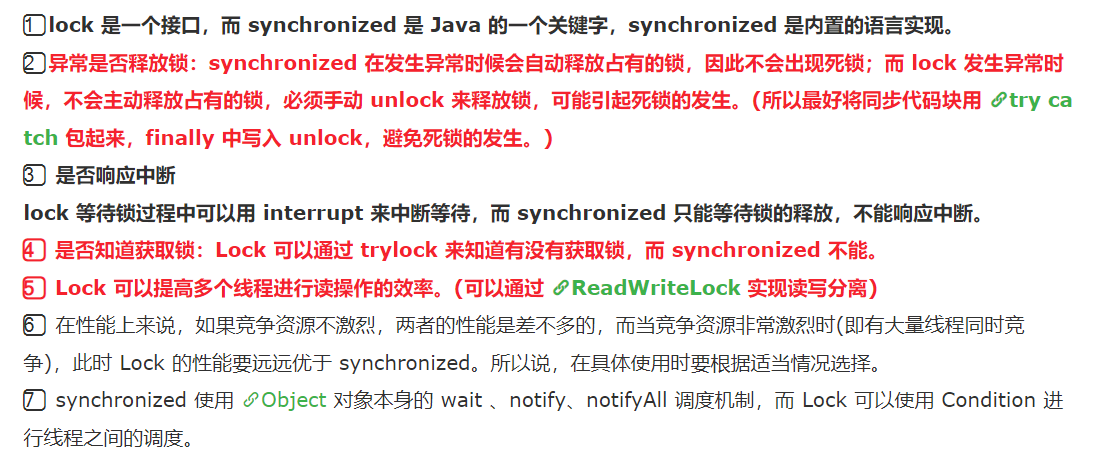 1 lock 是一个接口，而 synchronized 是 Java 的一个关键字，synchronized 是内置的语言实现。
2 异常是否释放锁：synchronized 在发生异常时候会自动释放占有的锁，因此不会出现死锁；而 lock 发生异常时
候，不会主动释放占有的锁，必须手动 unlock 来释放锁，可能引起死锁的发生。(所以最好将同步代码块用 try ca
tch 包起来，finally 中写入 unlock，避免死锁的发生。)
3 是否响应中断
lock 等待锁过程中可以用 interrupt 来中断等待，而 synchronized 只能等待锁的释放，不能响应中断。
4 是否知道获取锁：Lock 可以通过 trylock 来知道有没有获取锁，而 synchronized 不能。
5 Lock 可以提高多个线程进行读操作的效率。(可以通过 ReadWriteLock 实现读写分离)
6 在性能上来说，如果竞争资源不激烈，两者的性能是差不多的，而当竞争资源非常激烈时(即有大量线程同时竞
争)，此时 Lock 的性能要远远优于 synchronized。所以说，在具体使用时要根据适当情况选择。
7 synchronized 使用 Object 对象本身的 wait 、notify、notifyAll 调度机制，而 Lock 可以使用 Condition 进
行线程之间的调度。